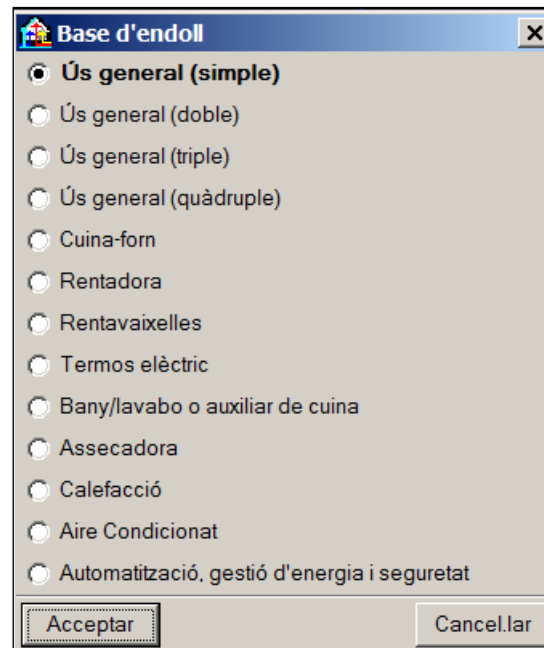 Base d'endoll
Ús general (simple)
Ús general (doble)
Ús general (triple)
Ús general (quàdruple)
Cuina-forn
Rentadora
Rentavaixelles
Termos elèctric
Bany/lavabo o auxiliar de cuina
Assecadora
Calefacció
Aire Condicionat
Automatització, gestió d'energia i seguretat
Acceptar
Cancel.lar